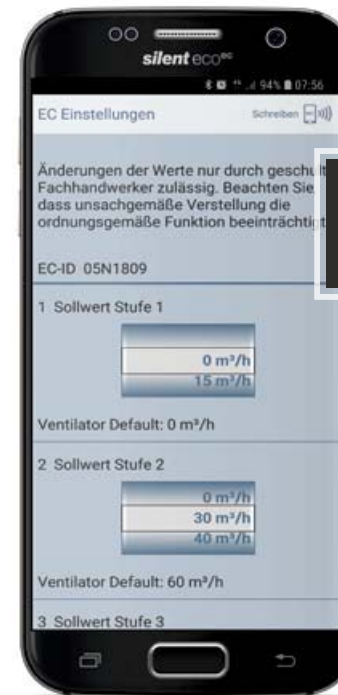 silent eco ec
94% 07:56
EC Einstellungen Schreiben
Änderungen der Werte nur durch geschult
Fachhandwerker zulässig. Beachten Sie
dass unsachgemäße Verstellung die
ordnungsgemäße Funktion beeinträchtigt
EC-ID 05N1809
1 Sollwert Stufe 1
0 m³/h
15 m³/h
Ventilator Default: 0 m³/h
2 Sollwert Stufe 2
0 m³/h
30 m³/h
40 m³/h
Ventilator Default: 60 m³/h
3 Sollwert Stufe 3